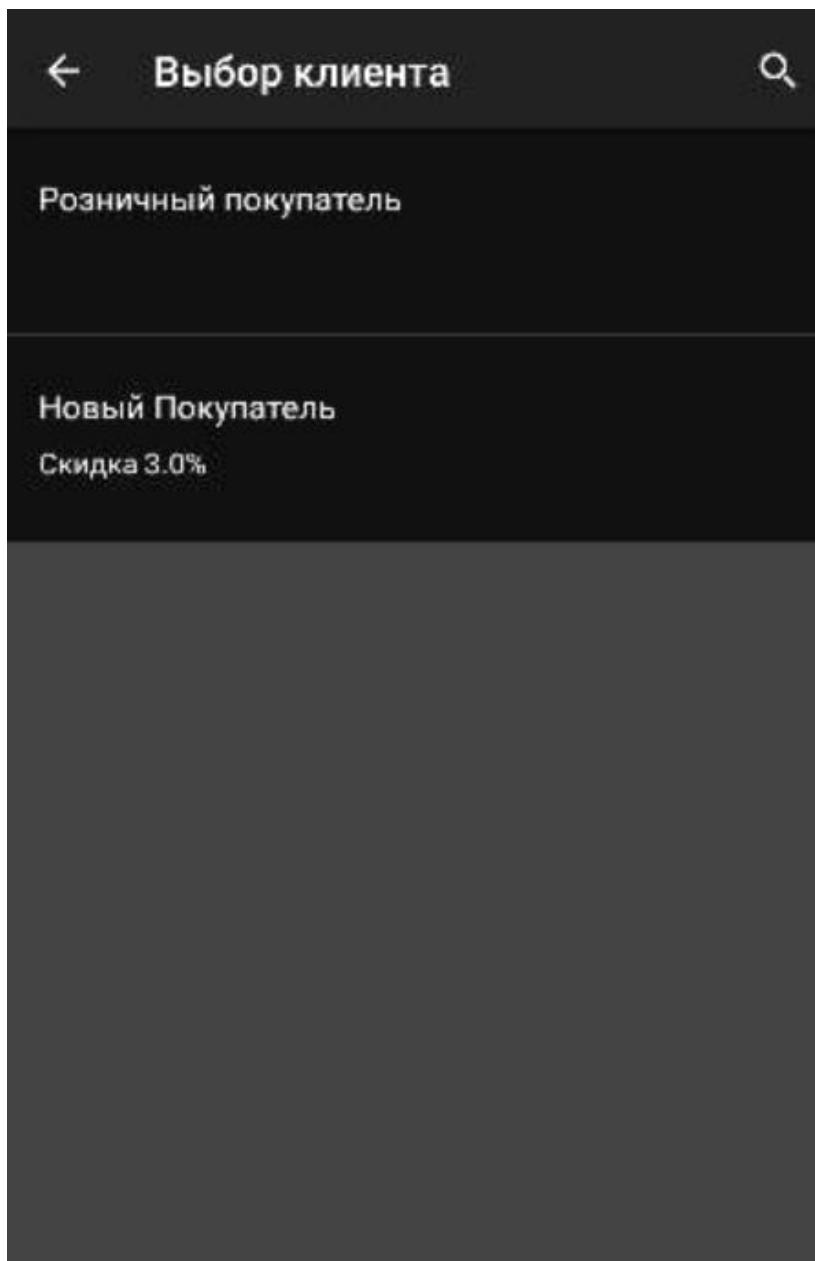 Выбор клиента
Розничный покупатель
Новый Покупатель
Скидка 3.0%